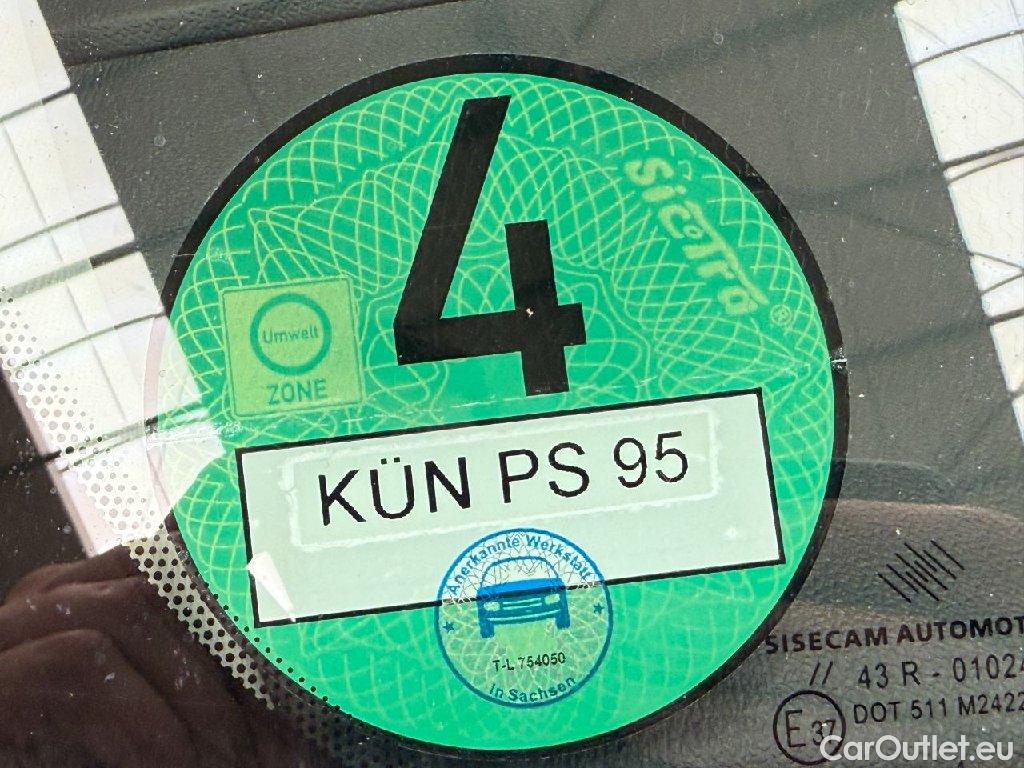 4
SicoTra®
Umwelt
ZONE
KÜN PS 95
Anerkannte Werkstatt
T-L 754050
in Sachsen
SISECAM AUTOMOT
// 43 R - 01024
E 37
DOT 511 M2422
CarOutlet.eu